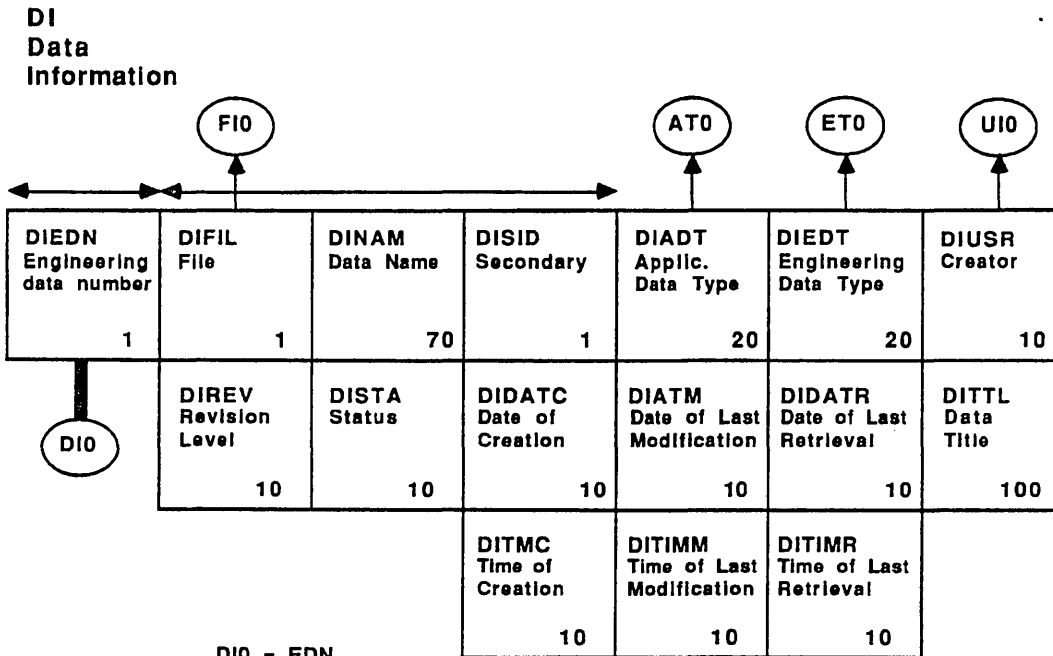 DI
Data
Information
FI0
AT0
ET0
UI0
DIEDN
Engineering
data number
1
DIFIL
File
1
DINAM
Data Name
70
DISID
Secondary
1
DIADT
Applic.
Data Type
20
DIEDT
Engineering
Data Type
20
DIUSR
Creator
10
DI0
DIREV
Revision
Level
10
DISTA
Status
10
DIDATC
Date of
Creation
10
DIATM
Date of Last
Modification
10
DIDATR
Date of Last
Retrieval
10
DITTL
Data
Title
100
DITMC
Time of
Creation
10
DITIMM
Time of Last
Modification
10
DITIMR
Time of Last
Retrieval
10
DI0 - EDN